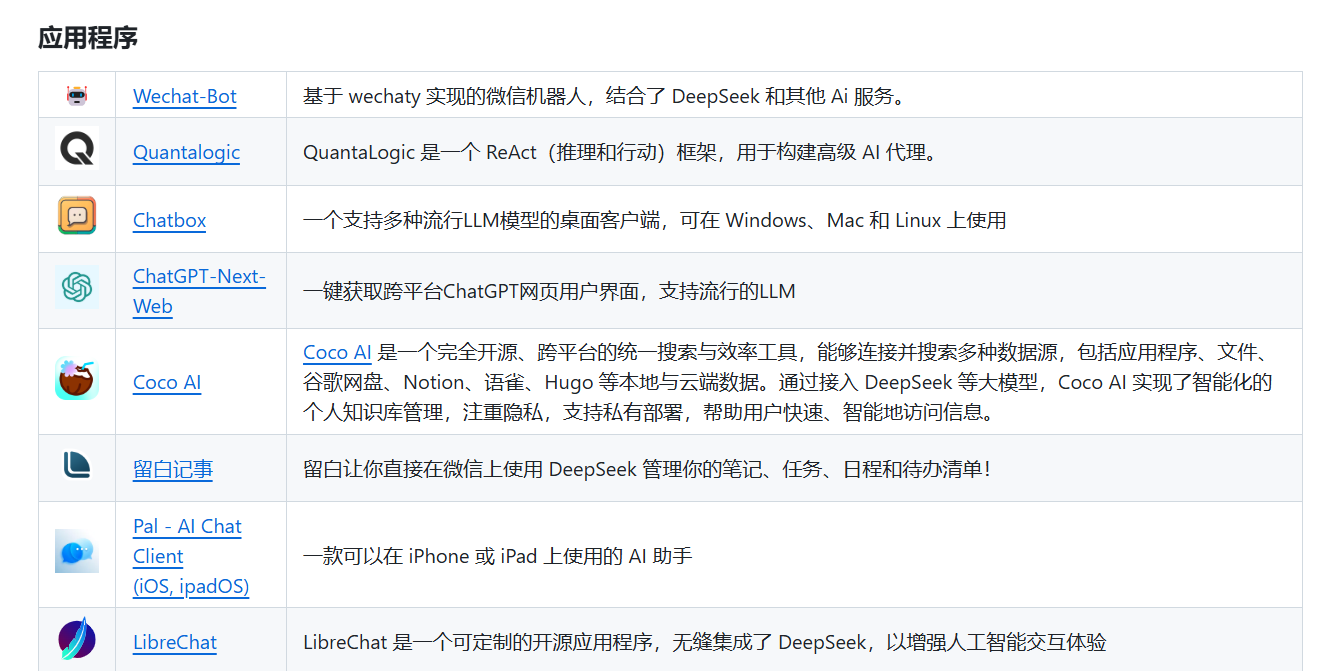 应用程序
Wechat-Bot
基于 wechaty 实现的微信机器人，结合了 DeepSeek 和其他 Ai 服务。
Quantalogic
QuantaLogic 是一个 ReAct（推理和行动）框架，用于构建高级 AI 代理。
Chatbox
一个支持多种流行LLM模型的桌面客户端，可在 Windows、Mac 和 Linux 上使用
ChatGPT-Next-
Web
一键获取跨平台ChatGPT网页用户界面，支持流行的LLM
Coco AI
Coco AI 是一个完全开源、跨平台的统一搜索与效率工具，能够连接并搜索多种数据源，包括应用程序、文件、
谷歌网盘、Notion、语雀、Hugo 等本地与云端数据。通过接入 DeepSeek 等大模型，Coco AI 实现了智能化的
个人知识库管理，注重隐私，支持私有部署，帮助用户快速、智能地访问信息。
留白记事
留白让你直接在微信上使用 DeepSeek 管理你的笔记、任务、日程和待办清单！
Pal - AI Chat
Client
(iOS, ipadOS)
一款可以在 iPhone 或 iPad 上使用的 AI 助手
LibreChat
LibreChat 是一个可定制的开源应用程序，无缝集成了 DeepSeek，以增强人工智能交互体验